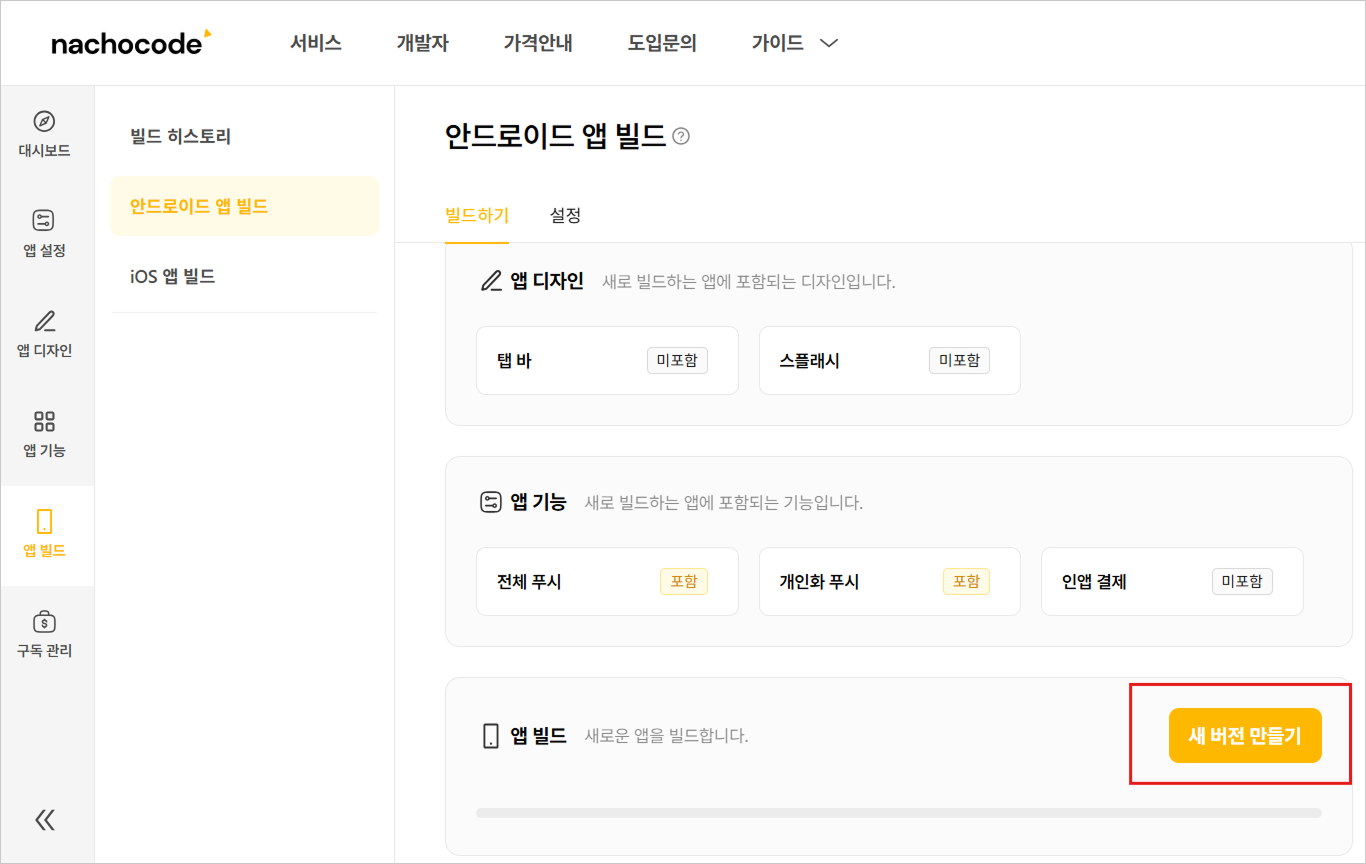 nachocode
서비스 개발자 가격안내 도입문의 가이드
대시보드
앱 설정
앱 디자인
앱 기능
앱 빌드
구독 관리
빌드 히스토리
안드로이드 앱 빌드
iOS 앱 빌드
안드로이드 앱 빌드 ?
빌드하기 설정
앱 디자인 새로 빌드하는 앱에 포함되는 디자인입니다.
탭 바 미포함 스플래시 미포함
앱 기능 새로 빌드하는 앱에 포함되는 기능입니다.
전체 푸시 포함 개인화 푸시 포함 인앱 결제 미포함
앱 빌드 새로운 앱을 빌드합니다. 새 버전 만들기